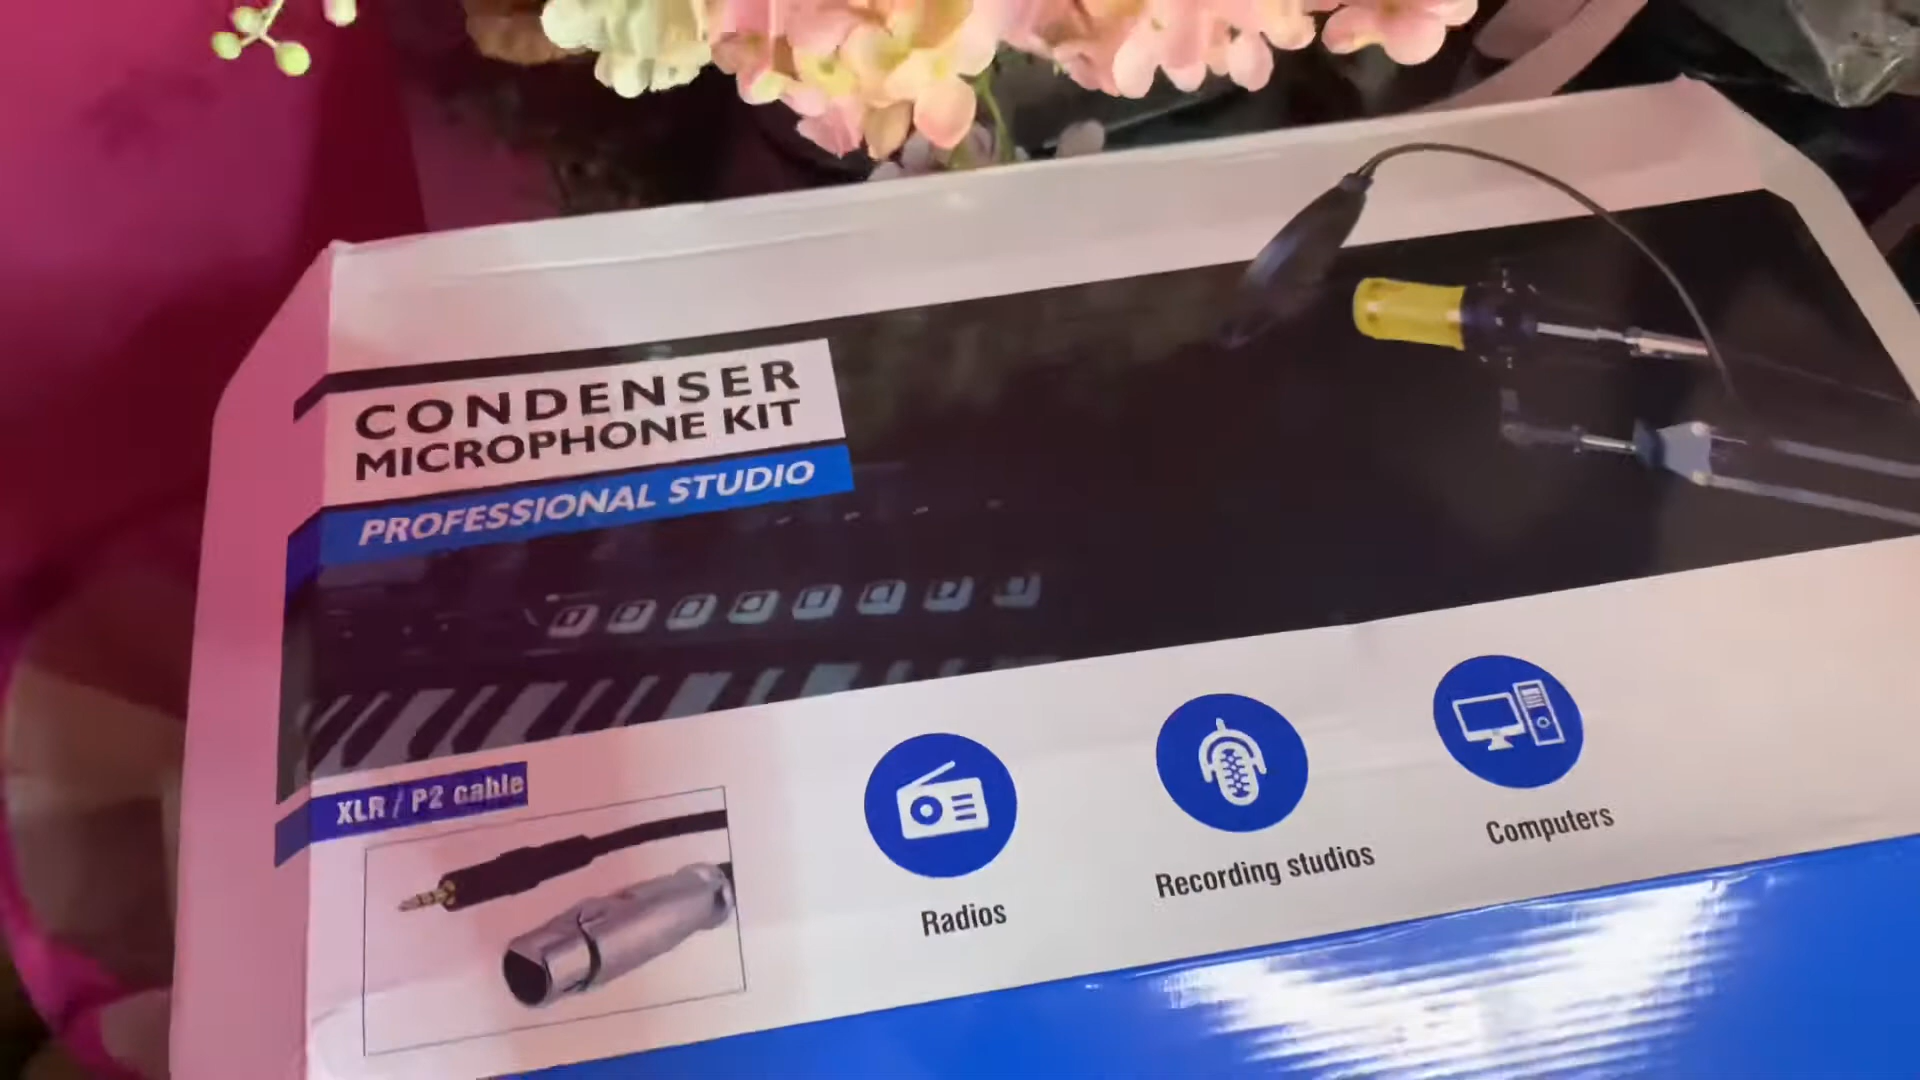 CONDENSER
MICROPHONE KIT
PROFESSIONAL STUDIO
XLR / P2 cable
Radios
Recording studios
Computers